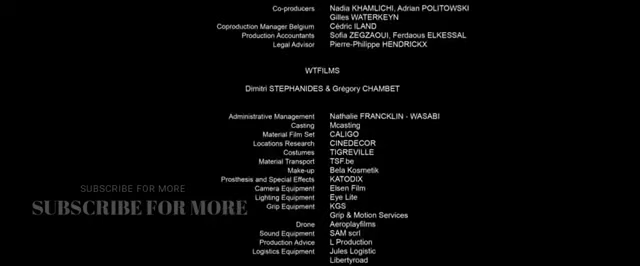 Co-producers Nadia KHAMLICHI, Adrian POLITOWSKI
Gilles WATERKEYN
Coproduction Manager Belgium Cédric ILAND
Production Accountants Sofia ZEGZAOUI, Ferdaous ELKESSAL
Legal Advisor Pierre-Philippe HENDRICKX
WTFILMS
Dimitri STEPHANIDES & Grégory CHAMBET
Administrative Management Nathalie FRANCKLIN - WASABI
Casting Mcasting
Material Film Set CALIGO
Locations Research CINEDECOR
Costumes TIGREVILLE
Material Transport TSF.be
Make-up Bela Kosmetik
Prosthesis and Special Effects KATODIX
Camera Equipment Elsen Film
Lighting Equipment Eye Lite
Grip Equipment KGS
Grip & Motion Services
Drone Aeroplayfilms
Sound Equipment SAM scrl
Production Advice L Production
Logistics Equipment Jules Logistic
Libertyroad
SUBSCRIBE FOR MORE
SUBSCRIBE FOR MORE